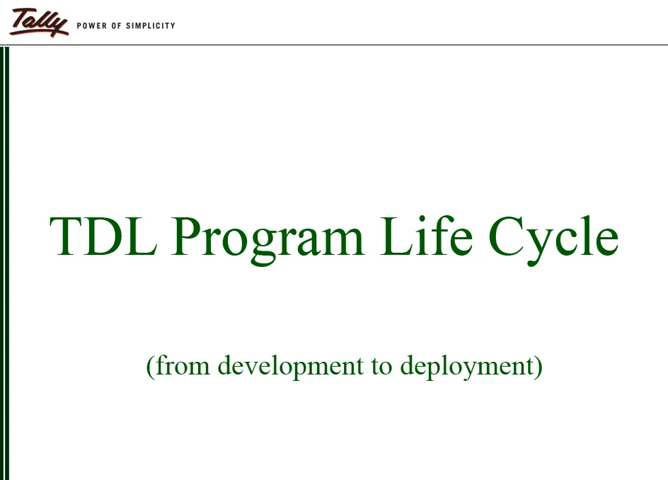 Tally POWER OF SIMPLICITY
TDL Program Life Cycle
(from development to deployment)